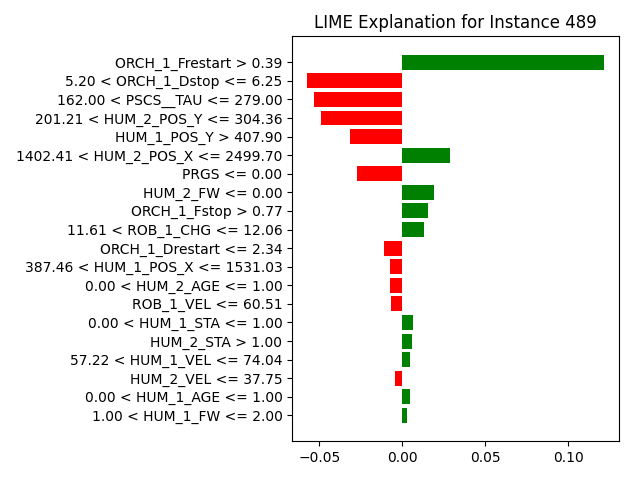 LIME Explanation for Instance 489
ORCH_1_Frestart > 0.39
5.20 < ORCH_1_Dstop <= 6.25
162.00 < PSCS__TAU <= 279.00
201.21 < HUM_2_POS_Y <= 304.36
HUM_1_POS_Y > 407.90
1402.41 < HUM_2_POS_X <= 2499.70
PRGS <= 0.00
HUM_2_FW <= 0.00
ORCH_1_Fstop > 0.77
11.61 < ROB_1_CHG <= 12.06
ORCH_1_Drestart <= 2.34
387.46 < HUM_1_POS_X <= 1531.03
0.00 < HUM_2_AGE <= 1.00
ROB_1_VEL <= 60.51
0.00 < HUM_1_STA <= 1.00
HUM_2_STA > 1.00
57.22 < HUM_1_VEL <= 74.04
HUM_2_VEL <= 37.75
0.00 < HUM_1_AGE <= 1.00
1.00 < HUM_1_FW <= 2.00
−0.05 0.00 0.05 0.10